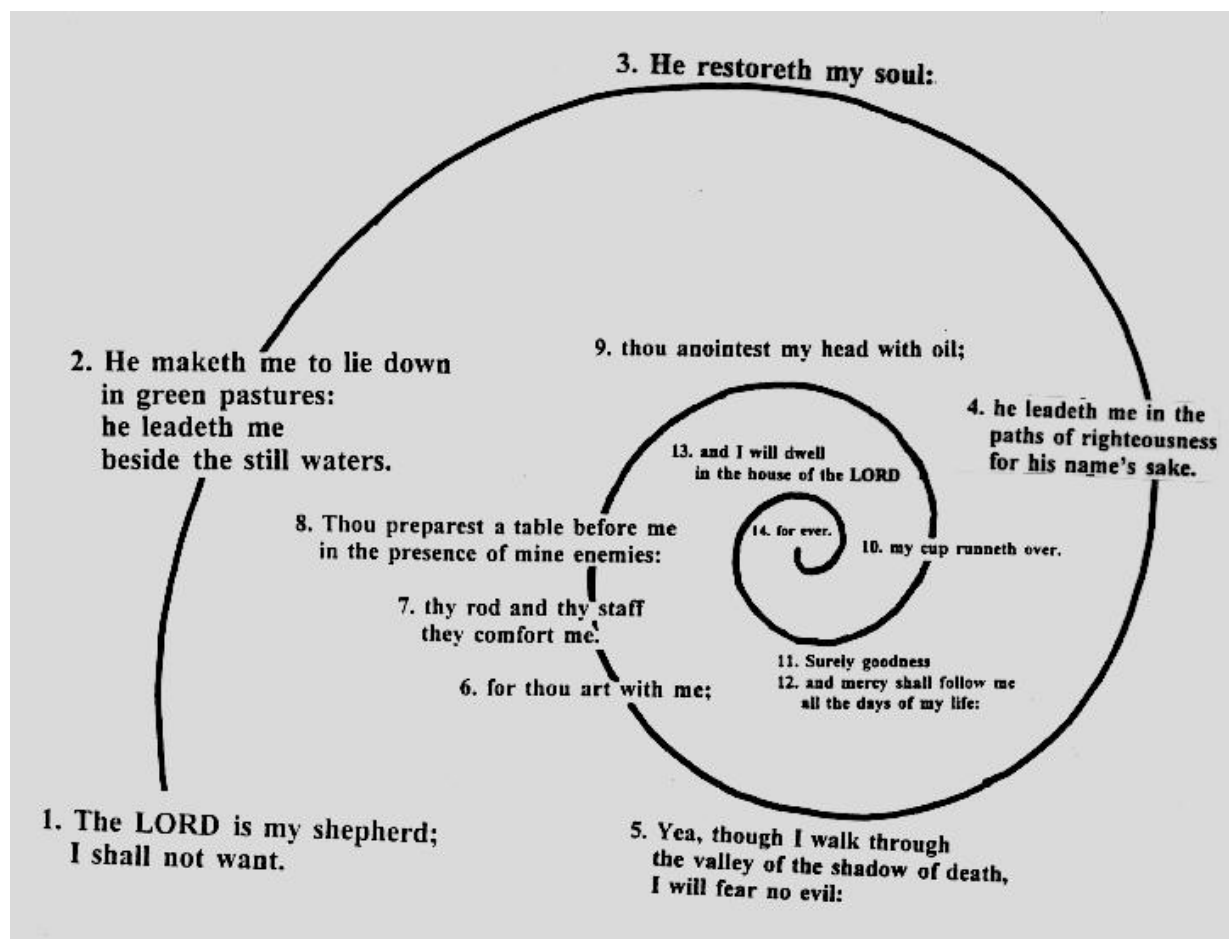 1. The LORD is my shepherd;
I shall not want.
2. He maketh me to lie down
in green pastures:
he leadeth me
beside the still waters.
3. He restoreth my soul:
4. he leadeth me in the
paths of righteousness
for his name's sake.
5. Yea, though I walk through
the valley of the shadow of death,
I will fear no evil:
6. for thou art with me;
7. thy rod and thy staff
they comfort me.
8. Thou preparest a table before me
in the presence of mine enemies:
9. thou anointest my head with oil;
10. my cup runneth over.
11. Surely goodness
12. and mercy shall follow me
all the days of my life:
13. and I will dwell
in the house of the LORD
14. for ever.